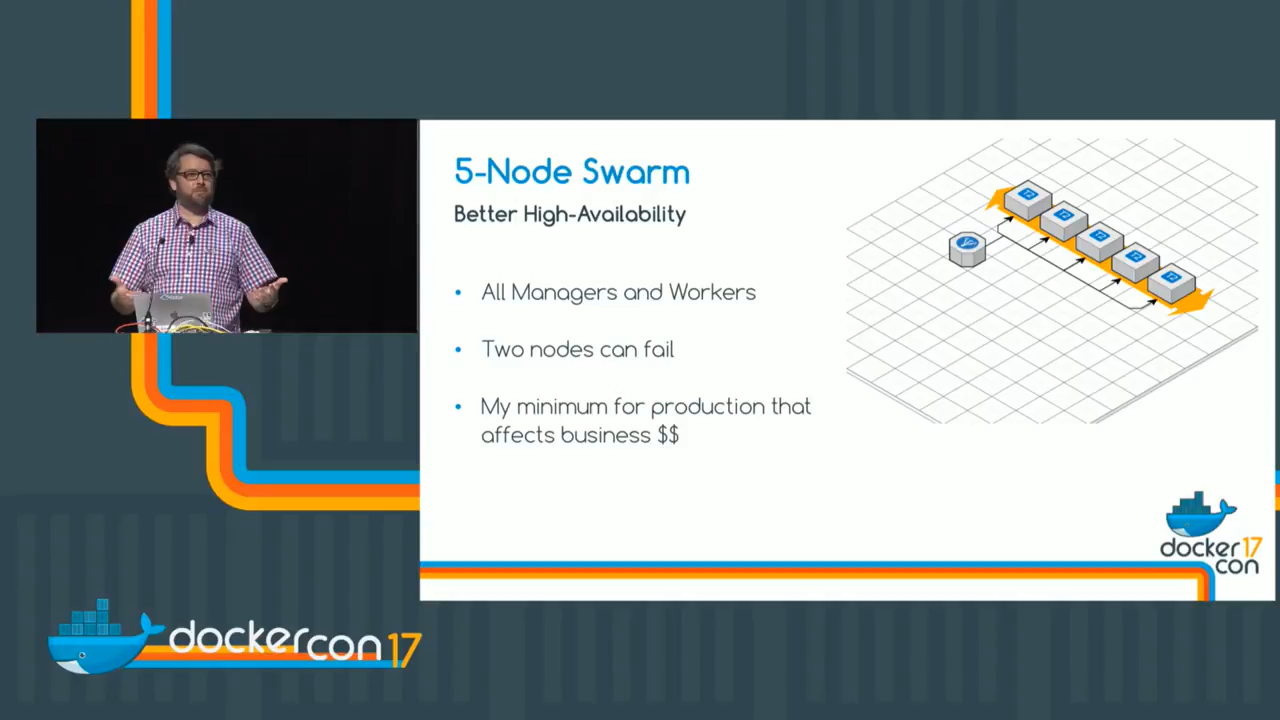 5-Node Swarm
Better High-Availability
• All Managers and Workers
• Two nodes can fail
• My minimum for production that
affects business $$
docker 17
con
dockercon 17